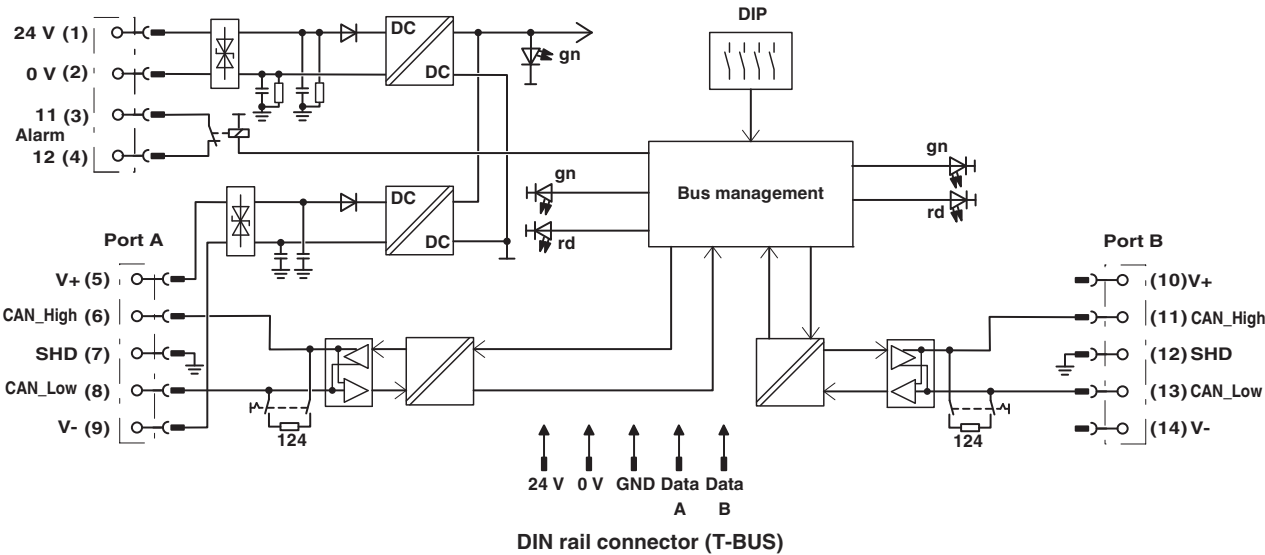 24 V (1)
0 V (2)
11 (3)
Alarm
12 (4)
DC
DC
gn
DIP
Bus management
gn
rd
gn
rd
DC
DC
Port A
V+ (5)
CAN_High (6)
SHD (7)
CAN_Low (8)
V- (9)
124
Port B
(10) V+
(11) CAN_High
(12) SHD
(13) CAN_Low
(14) V-
124
24 V 0 V GND Data Data
A B
DIN rail connector (T-BUS)